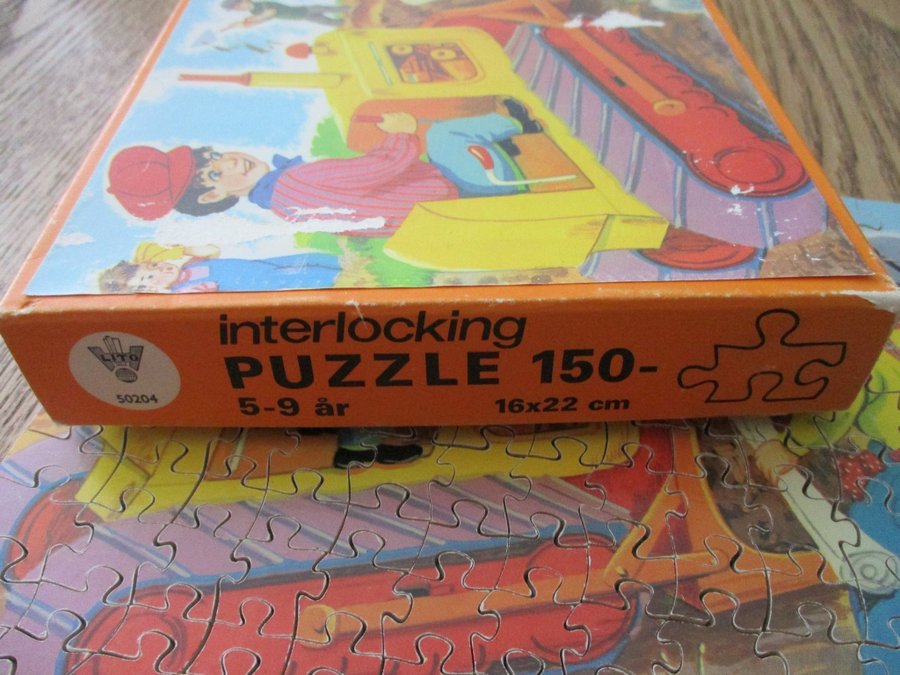 interlocking
LITO
PUZZLE 150-
50204
5-9 år
16x22 cm